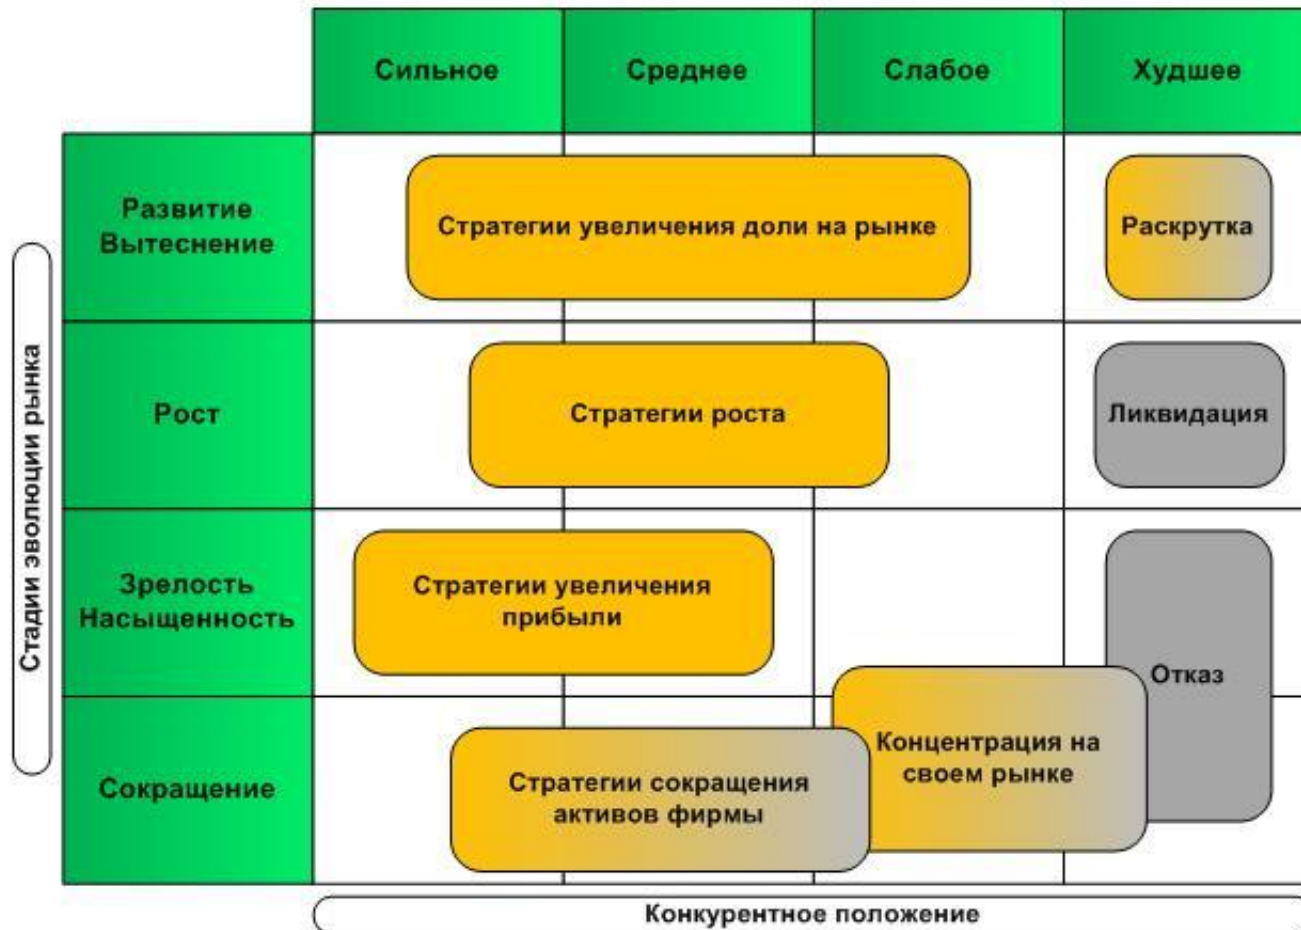 Сильное
Среднее
Слабое
Худшее
Развитие
Вытеснение
Стратегии увеличения доли на рынке
Раскрутка
Стадии эволюции рынка
Рост
Стратегии роста
Ликвидация
Зрелость
Насыщенность
Стратегии увеличения
прибыли
Отказ
Сокращение
Стратегии сокращения
активов фирмы
Концентрация на
своем рынке
Конкурентное положение